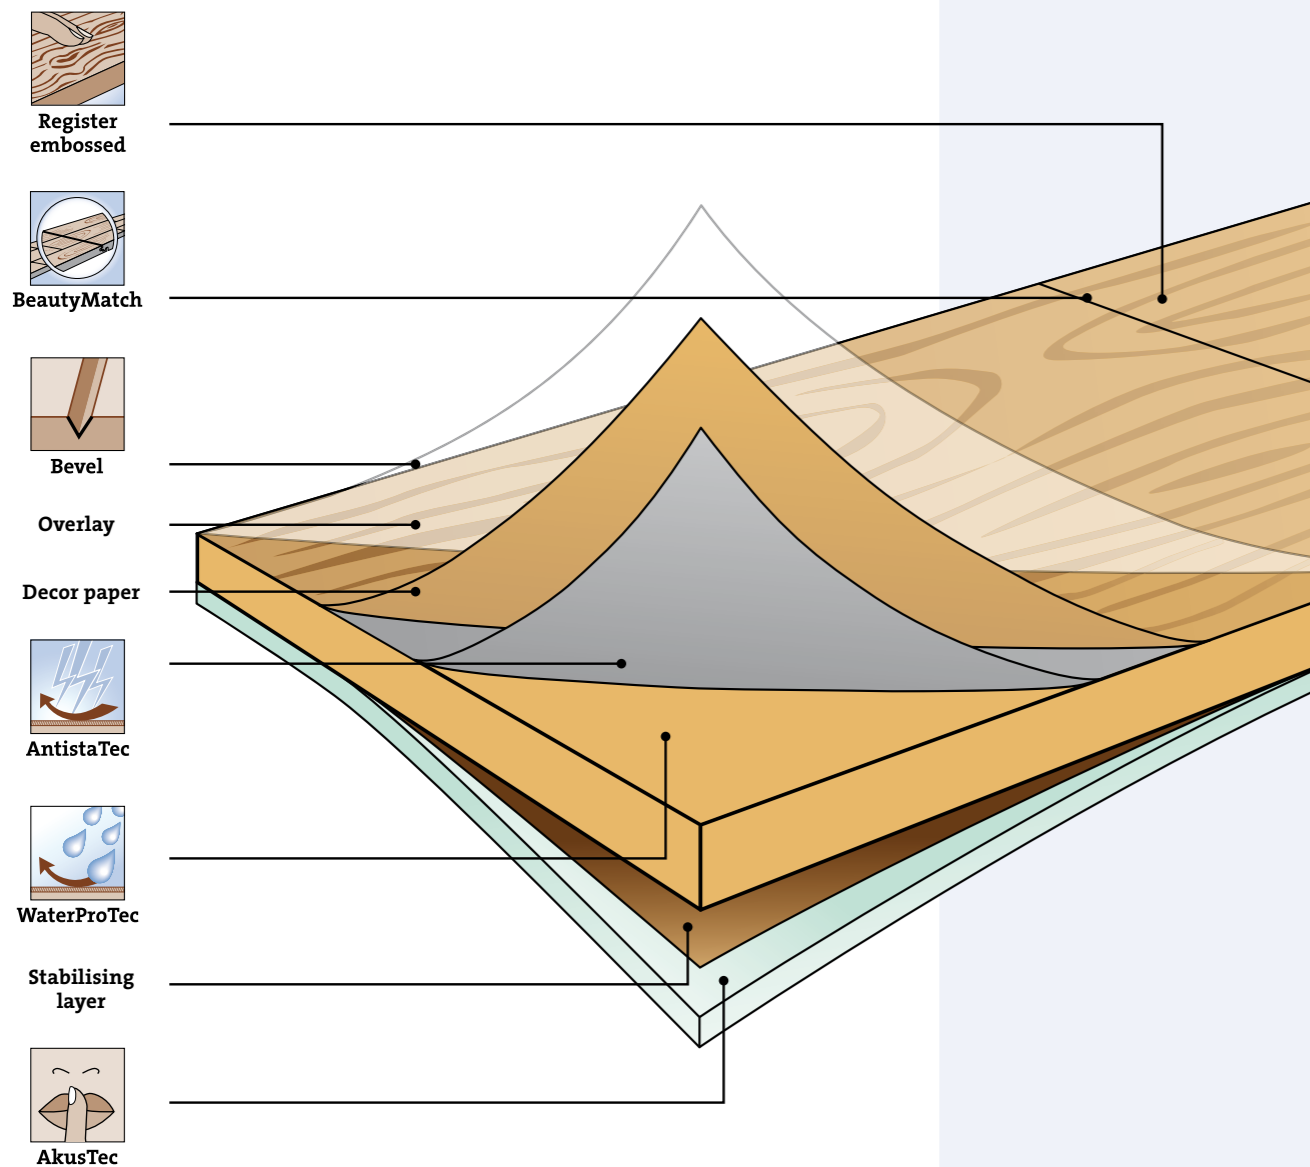 Register
embossed
BeautyMatch
Bevel
Overlay
Decor paper
AntistaTec
WaterProTec
Stabilising
layer
AkusTec